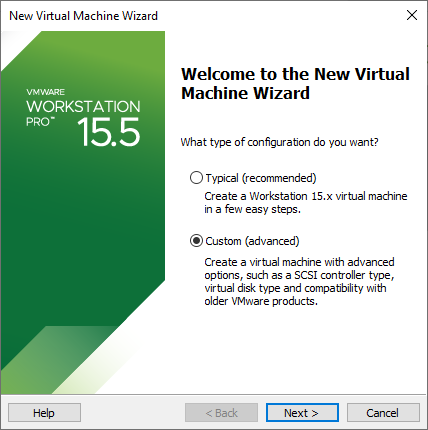 New Virtual Machine Wizard
VMWARE
WORKSTATION
PRO™
15.5
Welcome to the New Virtual
Machine Wizard
What type of configuration do you want?
Typical (recommended)
Create a Workstation 15.x virtual machine
in a few easy steps.
Custom (advanced)
Create a virtual machine with advanced
options, such as a SCSI controller type,
virtual disk type and compatibility with
older VMware products.
Help
< Back
Next >
Cancel